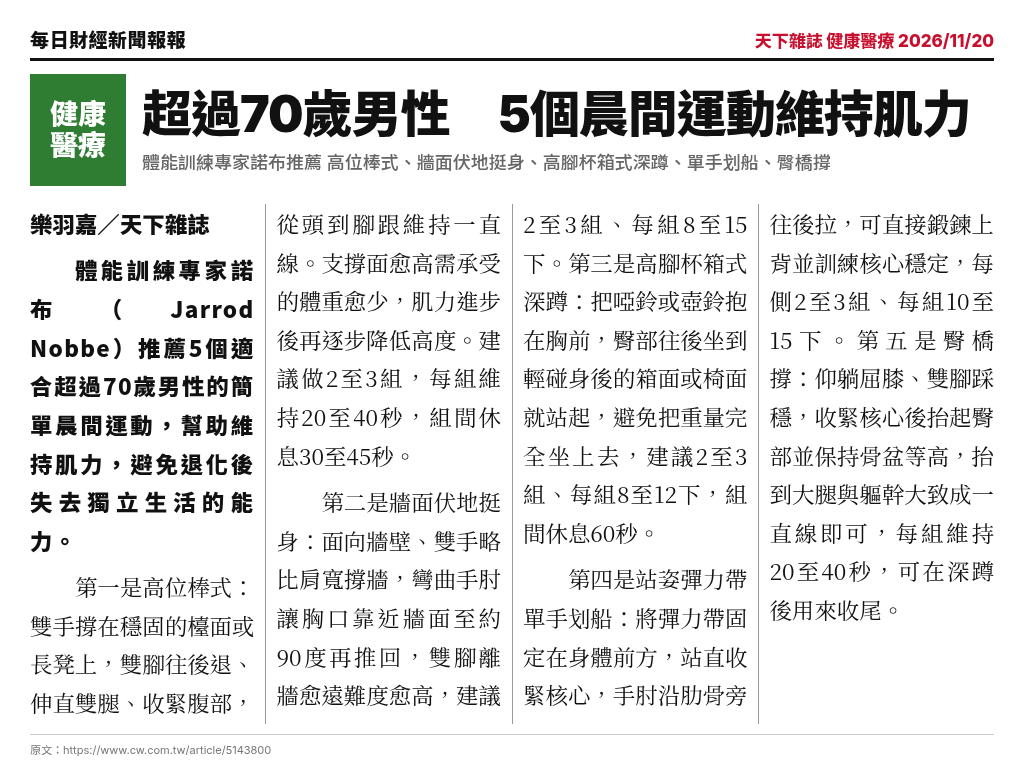 每日財經新聞報報
天下雜誌 健康醫療 2026/11/20
健康
醫療
超過70歲男性　5個晨間運動維持肌力
體能訓練專家諾布推薦 高位棒式、牆面伏地挺身、高腳杯箱式深蹲、單手划船、臀橋撐
樂羽嘉／天下雜誌
體能訓練專家諾
布（Jarrod
Nobbe）推薦5個適
合超過70歲男性的簡
單晨間運動，幫助維
持肌力，避免退化後
失去獨立生活的能
力。
第一是高位棒式：
雙手撐在穩固的檯面或
長凳上，雙腳往後退、
伸直雙腿、收緊腹部，
從頭到腳跟維持一直
線。支撐面愈高需承受
的體重愈少，肌力進步
後再逐步降低高度。建
議做2至3組，每組維
持20至40秒，組間休
息30至45秒。
第二是牆面伏地挺
身：面向牆壁、雙手略
比肩寬撐牆，彎曲手肘
讓胸口靠近牆面至約
90度再推回，雙腳離
牆愈遠難度愈高，建議
2至3組、每組8至15
下。第三是高腳杯箱式
深蹲：把啞鈴或壺鈴抱
在胸前，臀部往後坐到
輕碰身後的箱面或椅面
就站起，避免把重量完
全坐上去，建議2至3
組、每組8至12下，組
間休息60秒。
第四是站姿彈力帶
單手划船：將彈力帶固
定在身體前方，站直收
緊核心，手肘沿肋骨旁
往後拉，可直接鍛鍊上
背並訓練核心穩定，每
側2至3組、每組10至
15下。第五是臀橋
撐：仰躺屈膝、雙腳踩
穩，收緊核心後抬起臀
部並保持骨盆等高，抬
到大腿與軀幹大致成一
直線即可，每組維持
20至40秒，可在深蹲
後用來收尾。
原文：https://www.cw.com.tw/article/5143800